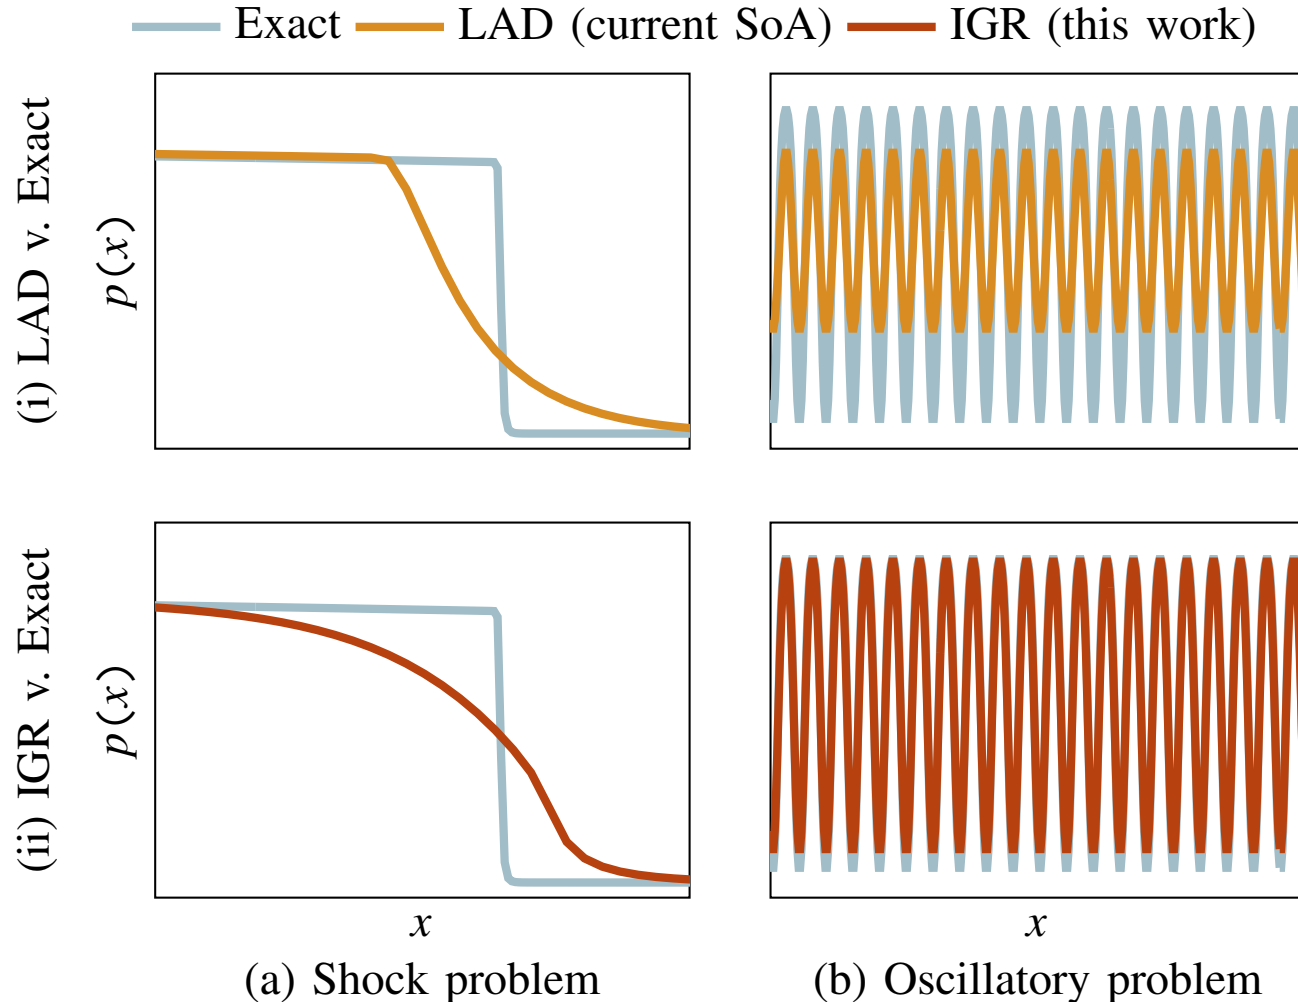 Exact LAD (current SoA) IGR (this work)
(i) LAD v. Exact
p(x)
(ii) IGR v. Exact
p(x)
x
x
(a) Shock problem
(b) Oscillatory problem